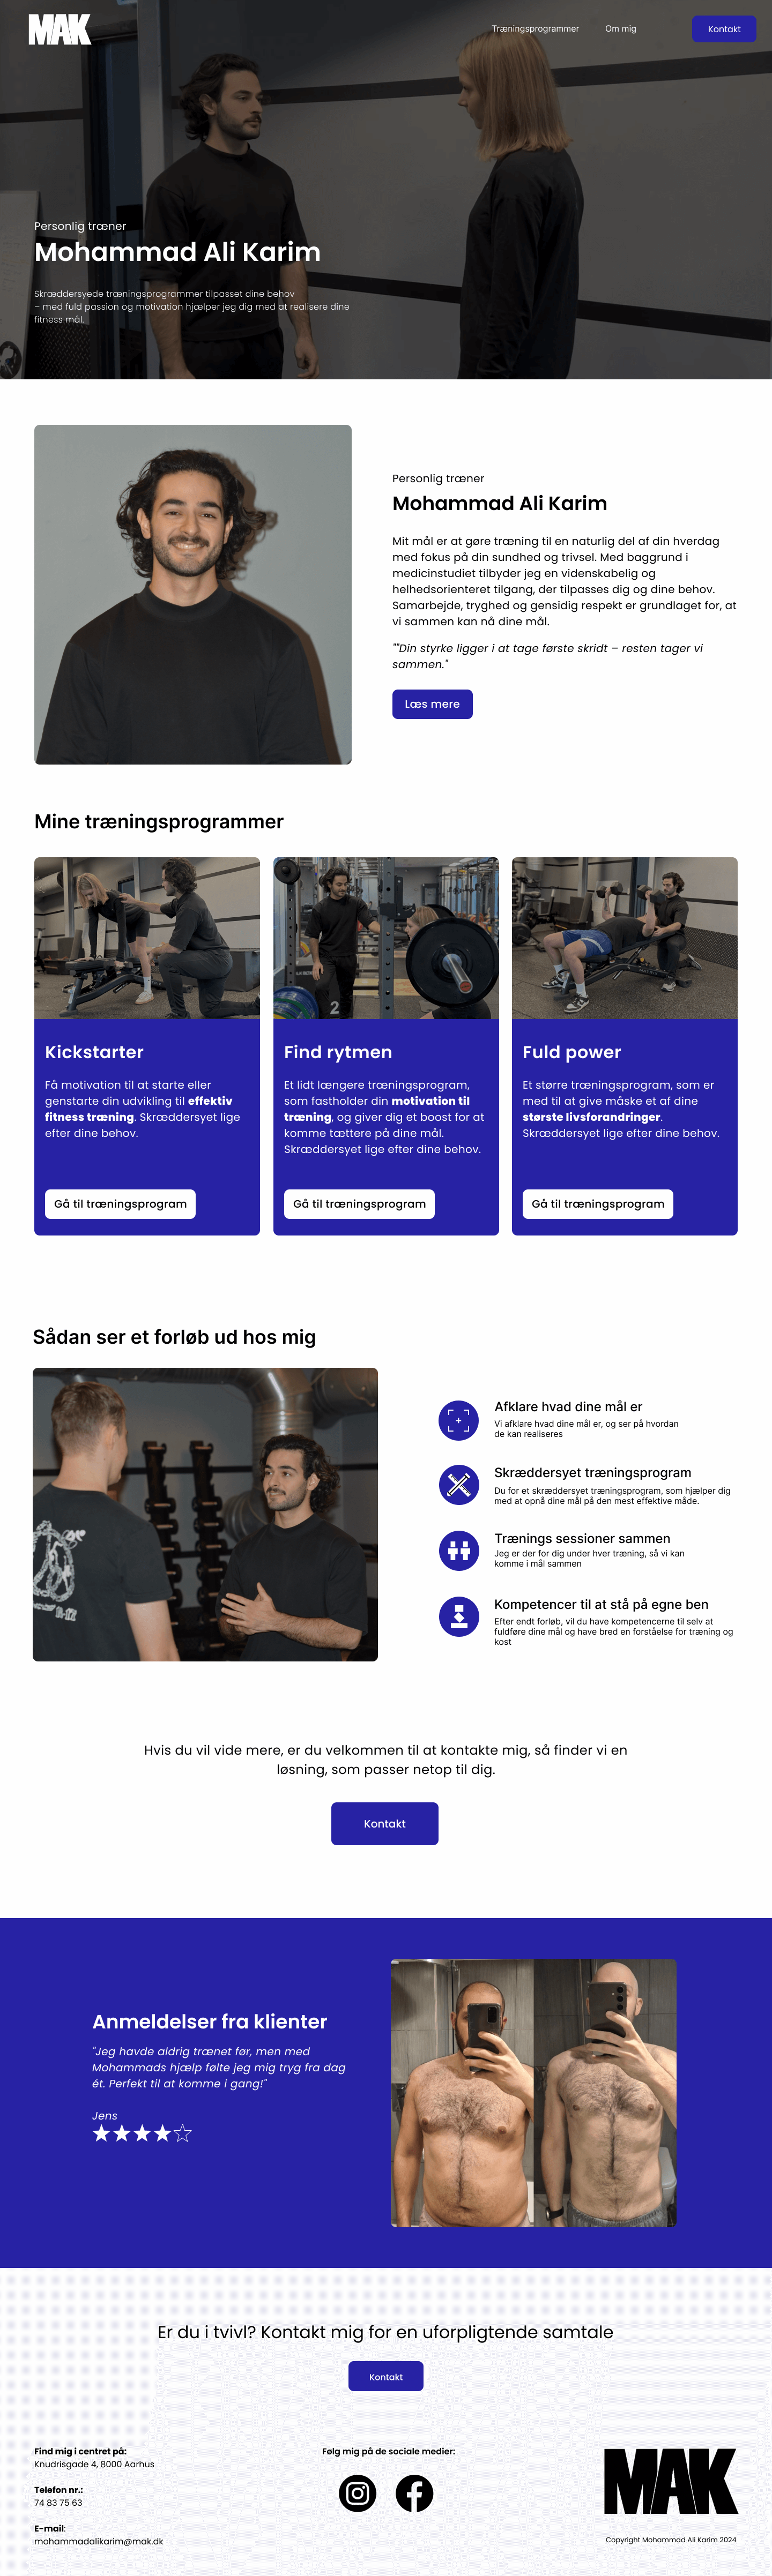 MAK
Træningsprogrammer
Om mig
Kontakt
Personlig træner
Mohammad Ali Karim
Skræddersyede træningsprogrammer tilpasset dine behov
– med fuld passion og motivation hjælper jeg dig med at realisere dine
fitness mål.
Personlig træner
Mohammad Ali Karim
Mit mål er at gøre træning til en naturlig del af din hverdag
med fokus på din sundhed og trivsel. Med baggrund i
medicinstudiet tilbyder jeg en videnskabelig og
helhedsorienteret tilgang, der tilpasses dig og dine behov.
Samarbejde, tryghed og gensidig respekt er grundlaget for, at
vi sammen kan nå dine mål.
""Din styrke ligger i at tage første skridt – resten tager vi
sammen."
Læs mere
Mine træningsprogrammer
2
Kickstarter
Få motivation til at starte eller
genstarte din udvikling til effektiv
fitness træning. Skræddersyet lige
efter dine behov.
Gå til træningsprogram
Find rytmen
Et lidt længere træningsprogram,
som fastholder din motivation til
træning, og giver dig et boost for at
komme tættere på dine mål.
Skræddersyet lige efter dine behov.
Gå til træningsprogram
Fuld power
Et større træningsprogram, som er
med til at give måske et af dine
største livsforandringer.
Skræddersyet lige efter dine behov.
Gå til træningsprogram
Sådan ser et forløb ud hos mig
Afklare hvad dine mål er
Vi afklare hvad dine mål er, og ser på hvordan
de kan realiseres
Skræddersyet træningsprogram
Du for et skræddersyet træningsprogram, som hjælper dig
med at opnå dine mål på den mest effektive måde.
Trænings sessioner sammen
Jeg er der for dig under hver træning, så vi kan
komme i mål sammen
Kompetencer til at stå på egne ben
Efter endt forløb, vil du have kompetencerne til selv at
fuldføre dine mål og have bred en forståelse for træning og
kost
Hvis du vil vide mere, er du velkommen til at kontakte mig, så finder vi en
løsning, som passer netop til dig.
Kontakt
Anmeldelser fra klienter
"Jeg havde aldrig trænet før, men med
Mohammads hjælp følte jeg mig tryg fra dag
ét. Perfekt til at komme i gang!"
Jens
Er du i tvivl? Kontakt mig for en uforpligtende samtale
Kontakt
Find mig i centret på:
Knudrisgade 4, 8000 Aarhus
Telefon nr.:
74 83 75 63
E-mail:
mohammadalikarim@mak.dk
Følg mig på de sociale medier:
MAK
Copyright Mohammad Ali Karim 2024